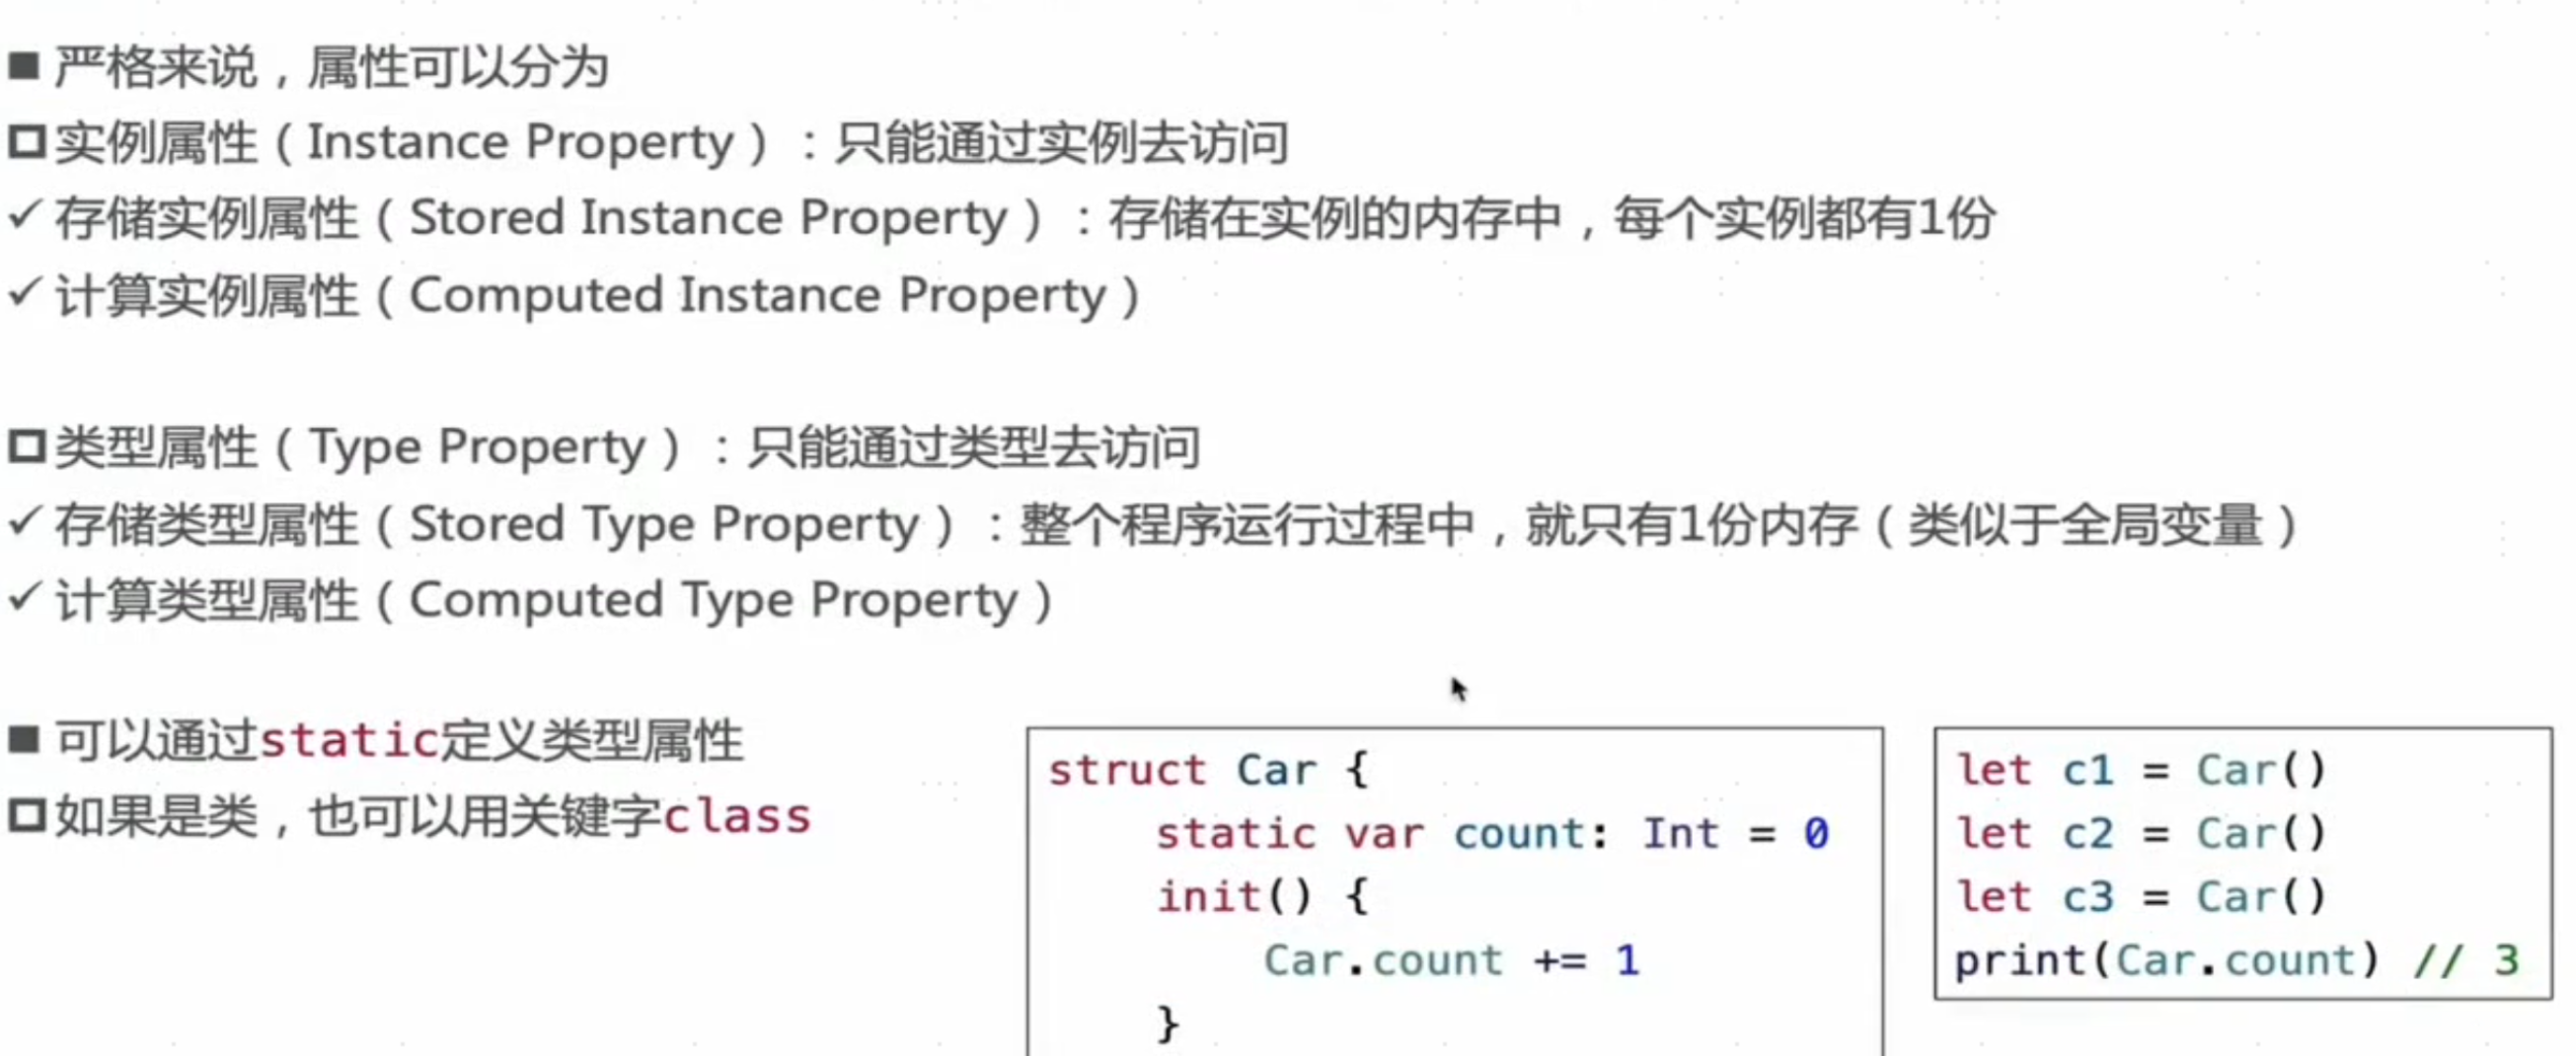 ■ 严格来说，属性可以分为
实例属性（Instance Property）：只能通过实例去访问
✓ 存储实例属性（Stored Instance Property）：存储在实例的内存中，每个实例都有1份
✓ 计算实例属性（Computed Instance Property）
类型属性（Type Property）：只能通过类型去访问
✓ 存储类型属性（Stored Type Property）：整个程序运行过程中，就只有1份内存（类似于全局变量）
✓ 计算类型属性（Computed Type Property）
■ 可以通过static定义类型属性
如果是类，也可以用关键字class
struct Car {
static var count: Int = 0
init() {
Car.count += 1
}
let c1 = Car()
let c2 = Car()
let c3 = Car()
print(Car.count) // 3